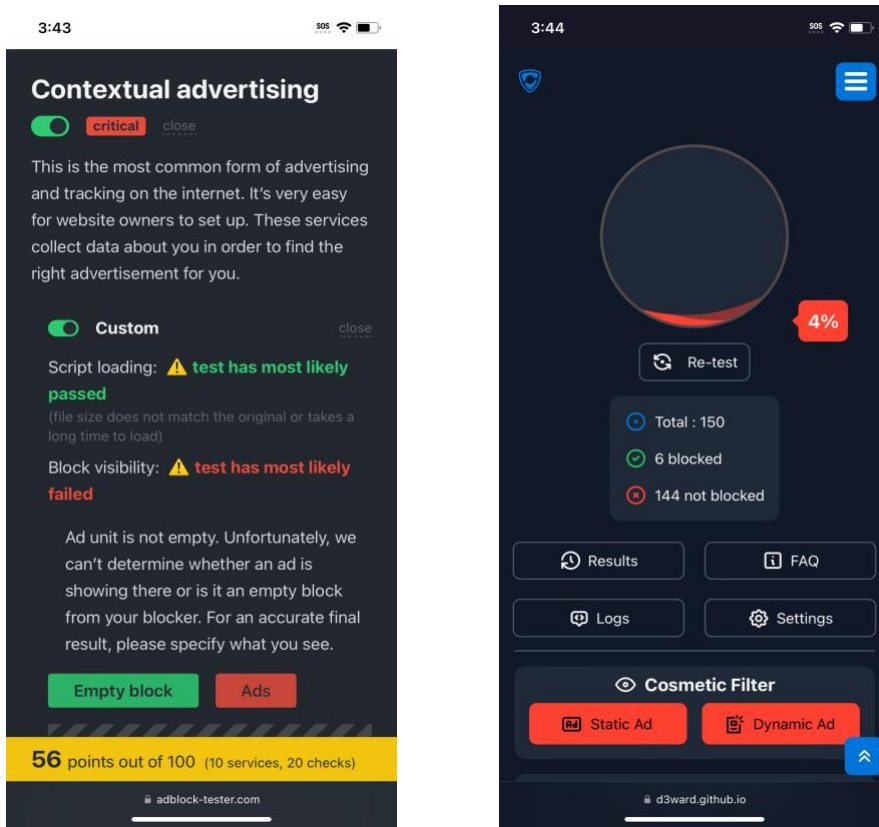 3:43
SOS
Contextual advertising
critical close
This is the most common form of advertising
and tracking on the internet. It's very easy
for website owners to set up. These services
collect data about you in order to find the
right advertisement for you.
Custom close
Script loading: ⚠️ test has most likely
passed
(file size does not match the original or takes a
long time to load)
Block visibility: ⚠️ test has most likely
failed
Ad unit is not empty. Unfortunately, we
can't determine whether an ad is
showing there or is it an empty block
from your blocker. For an accurate final
result, please specify what you see.
Empty block Ads
56 points out of 100 (10 services, 20 checks)
adblock-tester.com
3:44
SOS
4%
Re-test
Total : 150
6 blocked
144 not blocked
Results FAQ
Logs Settings
Cosmetic Filter
Ad Static Ad Dynamic Ad
d3ward.github.io